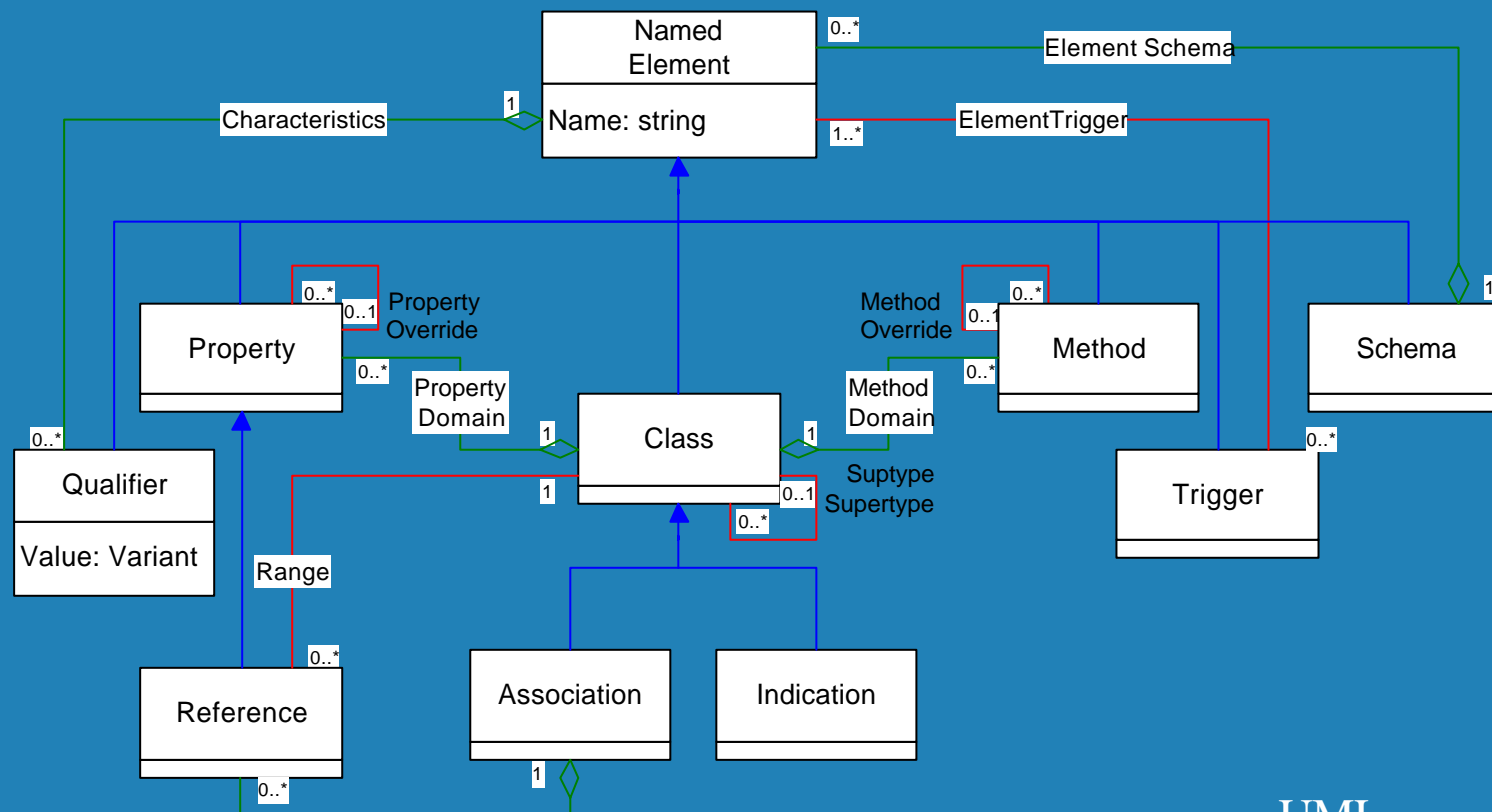 Named
Element
Name: string
0..*
Element Schema
1
Characteristics
1..*
ElementTrigger
0..*
0..1
Property
Override
Property
0..*
Property
Domain
1
Method
Override
0..*
0..1
Method
0..*
Method
Domain
1
Schema
1
Class
0..*
Qualifier
Value: Variant
1
Suptype
Supertype
0..1
0..*
0..*
Trigger
Range
0..*
Reference
0..*
Association
1
Indication
UML